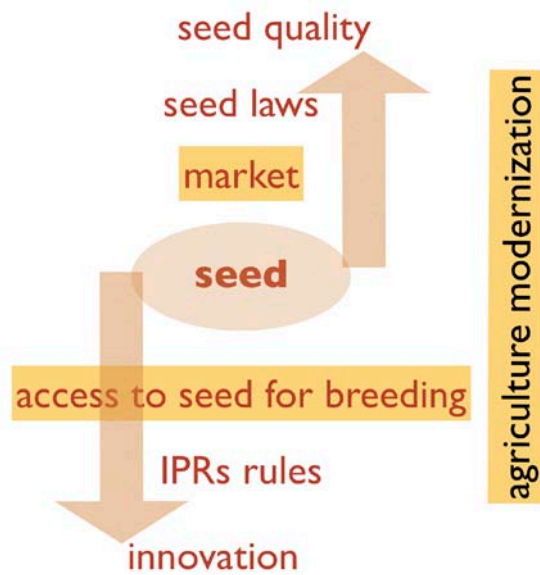 seed quality
seed laws
market
seed
access to seed for breeding
IPRs rules
innovation
agriculture modernization